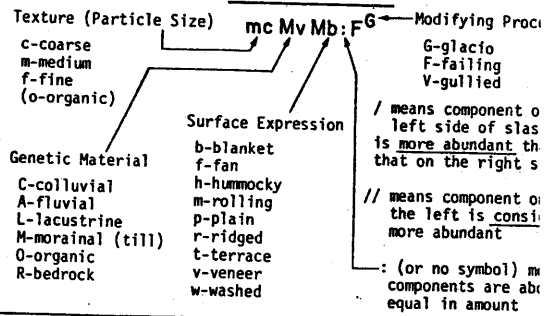 Texture (Particle Size)
c-coarse
m-medium
f-fine
(o-organic)
mc Mv Mb:F^G
Modifying Proce
G-glacio
F-failing
V-gullied
Genetic Material
C-colluvial
A-fluvial
L-lacustrine
M-morainal (till)
O-organic
R-bedrock
Surface Expression
b-blanket
f-fan
h-hummocky
m-rolling
p-plain
r-ridged
t-terrace
v-veneer
w-washed
/ means component o
left side of slas
is more abundant th
that on the right s
// means component o
the left is consi
more abundant
: (or no symbol) m
components are abo
equal in amount